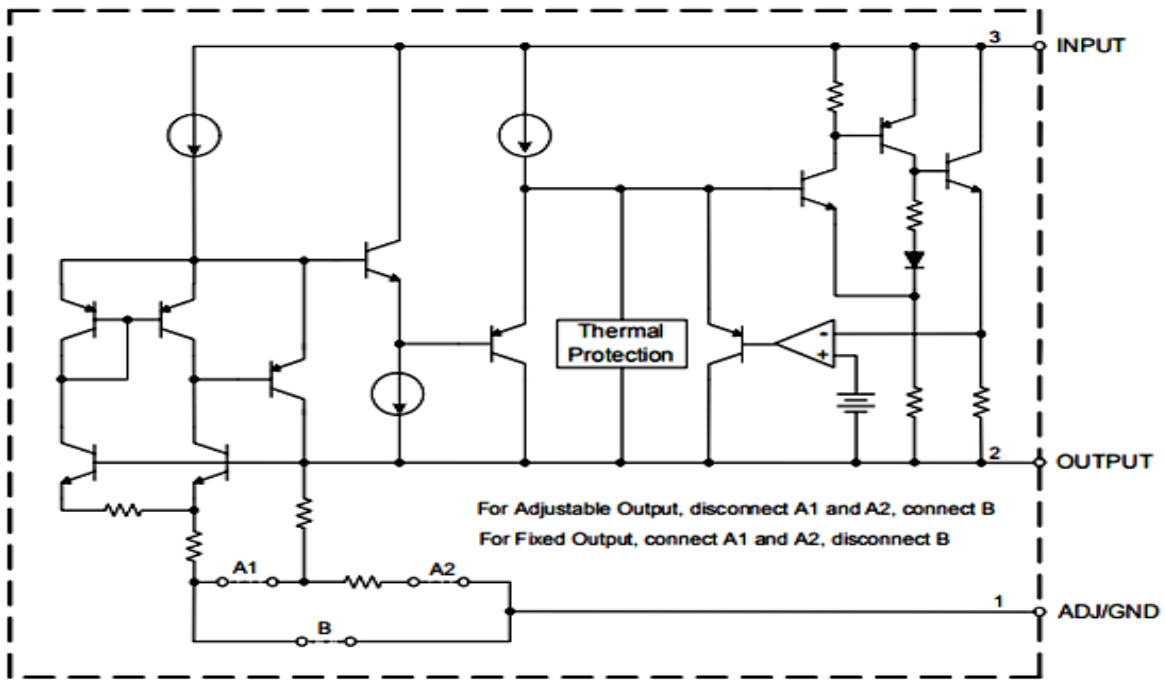 3
INPUT
Thermal
Protection
-
+
2
OUTPUT
For Adjustable Output, disconnect A1 and A2, connect B
For Fixed Output, connect A1 and A2, disconnect B
A1
A2
1
ADJ/GND
B